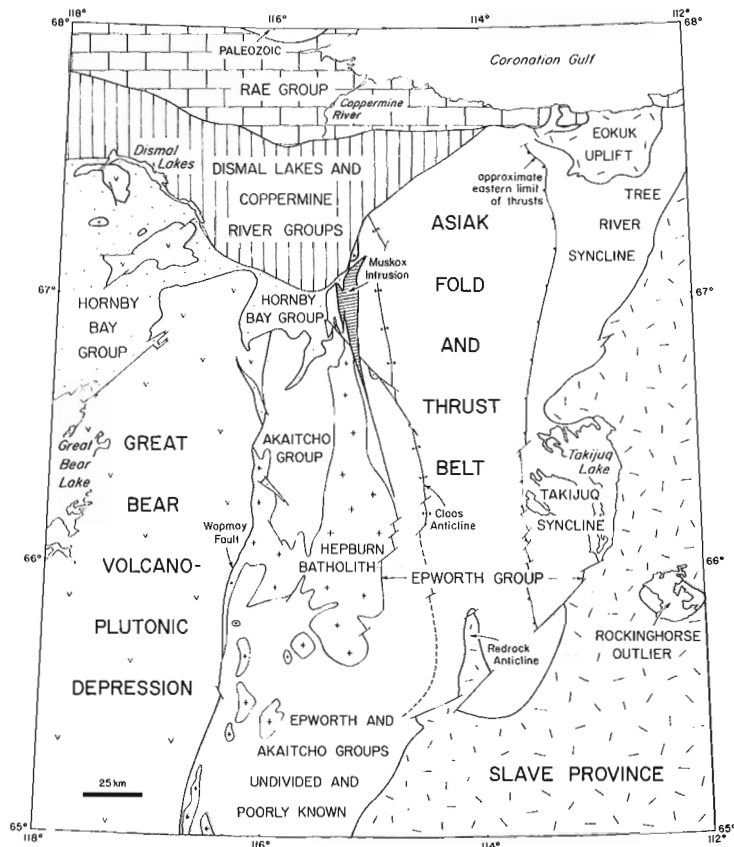 118°
116°
114°
112°
68°
68°
PALEOZOIC
Coronation Gulf
RAE GROUP
Coppermine
River
EOKUK
UPLIFT
Dismal
Lakes
DISMAL LAKES AND
COPPERMINE
RIVER GROUPS
approximate
eastern limit
of thrusts
TREE
RIVER
SYNCLINE
ASIAK
FOLD
AND
THRUST
BELT
Muskox
Intrusion
67°
67°
HORNBY
BAY
GROUP
HORNBY
BAY GROUP
Great
Bear
Lake
GREAT
BEAR
VOLCANO-
PLUTONIC
DEPRESSION
AKAITCHO
GROUP
Takijuq
Lake
TAKIJUQ
SYNCLINE
Cloos
Anticline
Wopmay
Fault
66°
66°
HEPBURN
BATHOLITH
EPWORTH GROUP
ROCKINGHORSE
OUTLIER
Redrock
Anticline
EPWORTH AND
AKAITCHO GROUPS
UNDIVIDED AND
POORLY KNOWN
SLAVE PROVINCE
25 km
65°
65°
118°
116°
114°
112°